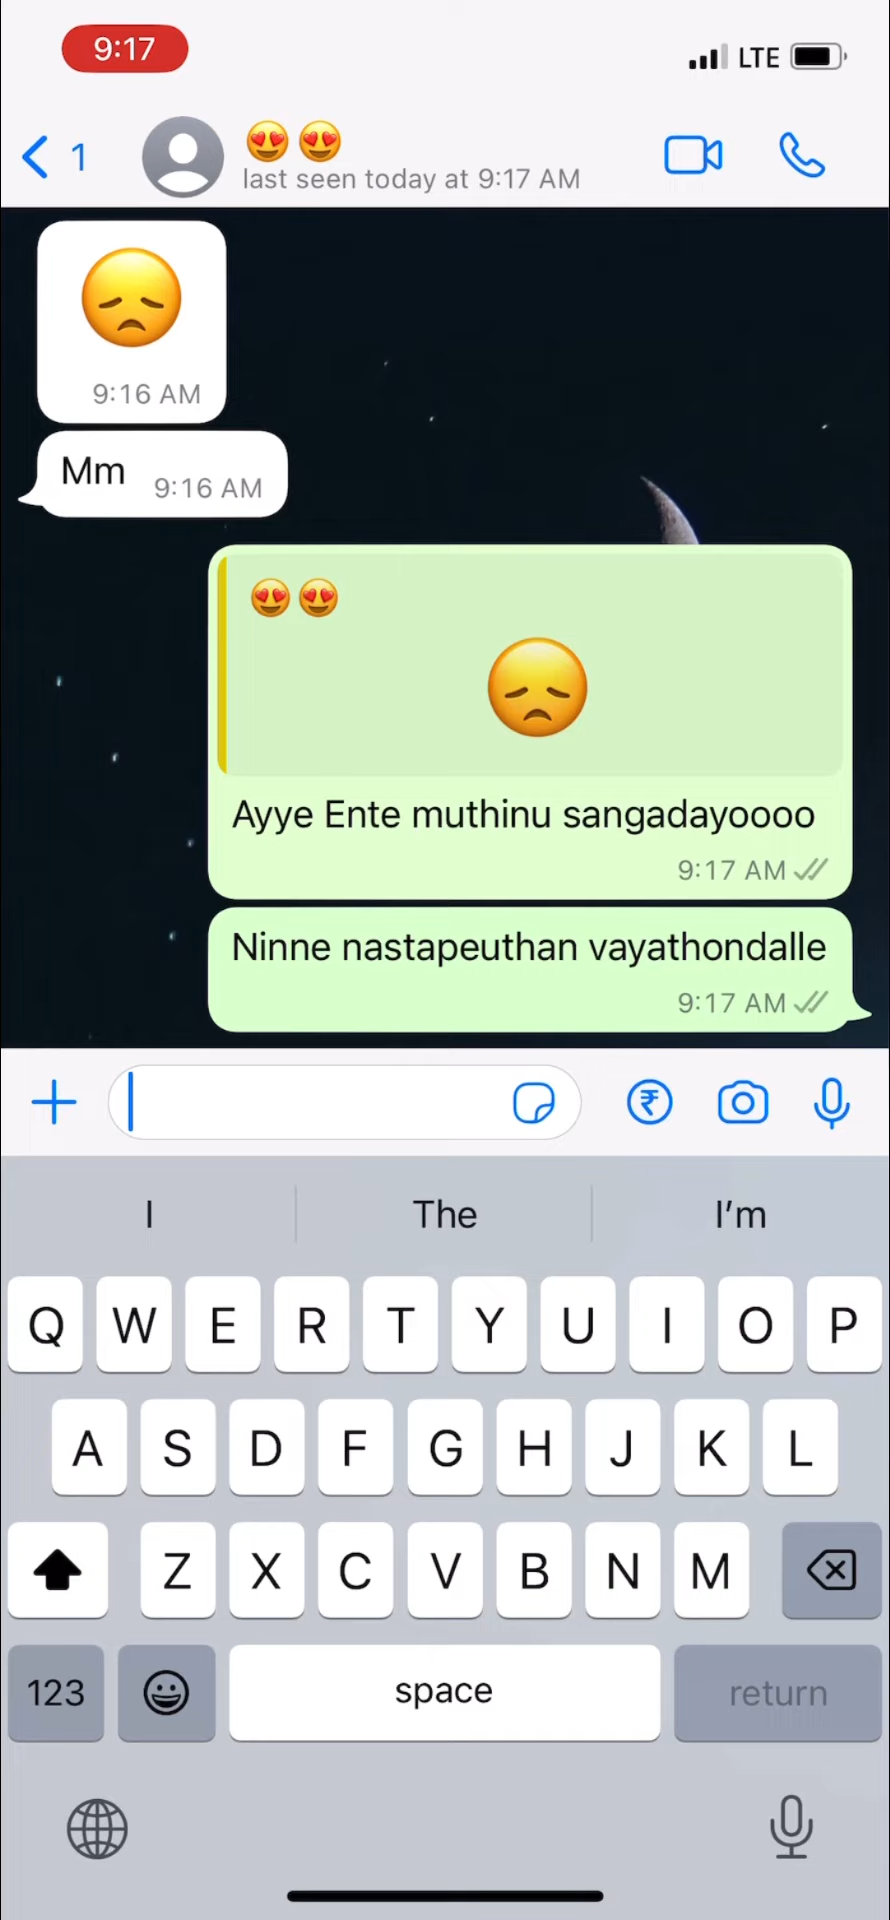 9:17
LTE
1
😍😍
last seen today at 9:17 AM
😞
9:16 AM
Mm
9:16 AM
😍😍
😞
Ayye Ente muthinu sangadayoooo
9:17 AM
Ninne nastapeuthan vayathondalle
9:17 AM
I The I'm
Q W E R T Y U I O P
A S D F G H J K L
Z X C V B N M
123 space return